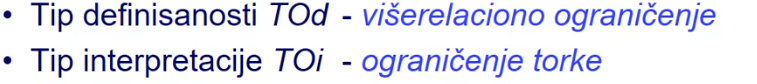 • Tip definisanosti TOd - višerelaciono ograničenje
• Tip interpretacije TOi - ograničenje torke